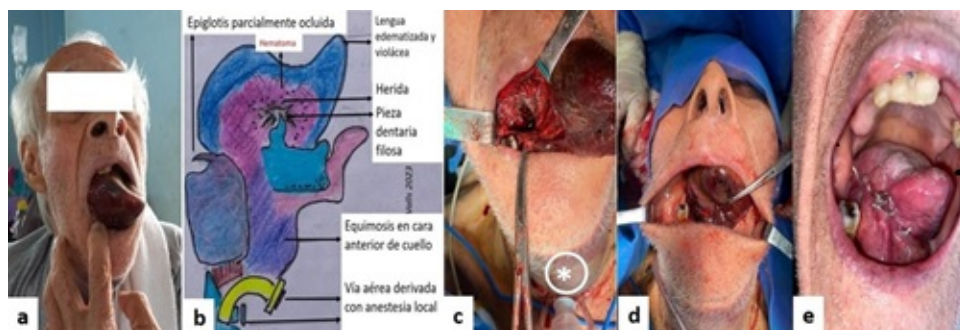 Epiglotis parcialmente ocluida
Hematoma
Lengua
edematizada y
violácea
Herida
Pieza
dentaria
filosa
Equimosis en cara
anterior de cuello
Vía aérea derivada
con anestesia local
2023
*
a
b
c
d
e